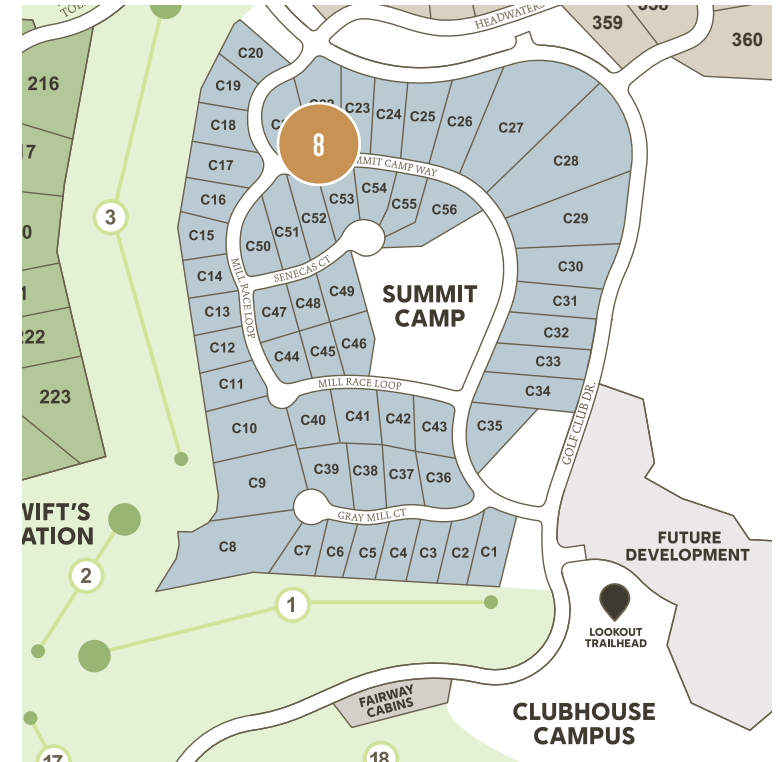 HEADWATERS
359
360
216
C20
C19
C23
C24
C25
C26
C27
C18
8
C28
C17
CAMP WAY
C54
C53
C55
C56
C16
C52
C51
C50
C15
C29
3
SENECAS CT
C14
MILL RACE LOOP
C49
C48
C47
C13
C30
C31
SUMMIT
CAMP
C32
C12
C46
C45
C44
C33
C11
MILL RACE LOOP
C34
223
C10
C40
C41
C42
C43
C35
GOLF CLUB DR.
C9
C39
C38
C37
C36
GRAY MILL CT
C8
C7
C6
C5
C4
C3
C2
C1
FUTURE
DEVELOPMENT
2
1
LOOKOUT
TRAILHEAD
FAIRWAY
CABINS
CLUBHOUSE
CAMPUS
17
18